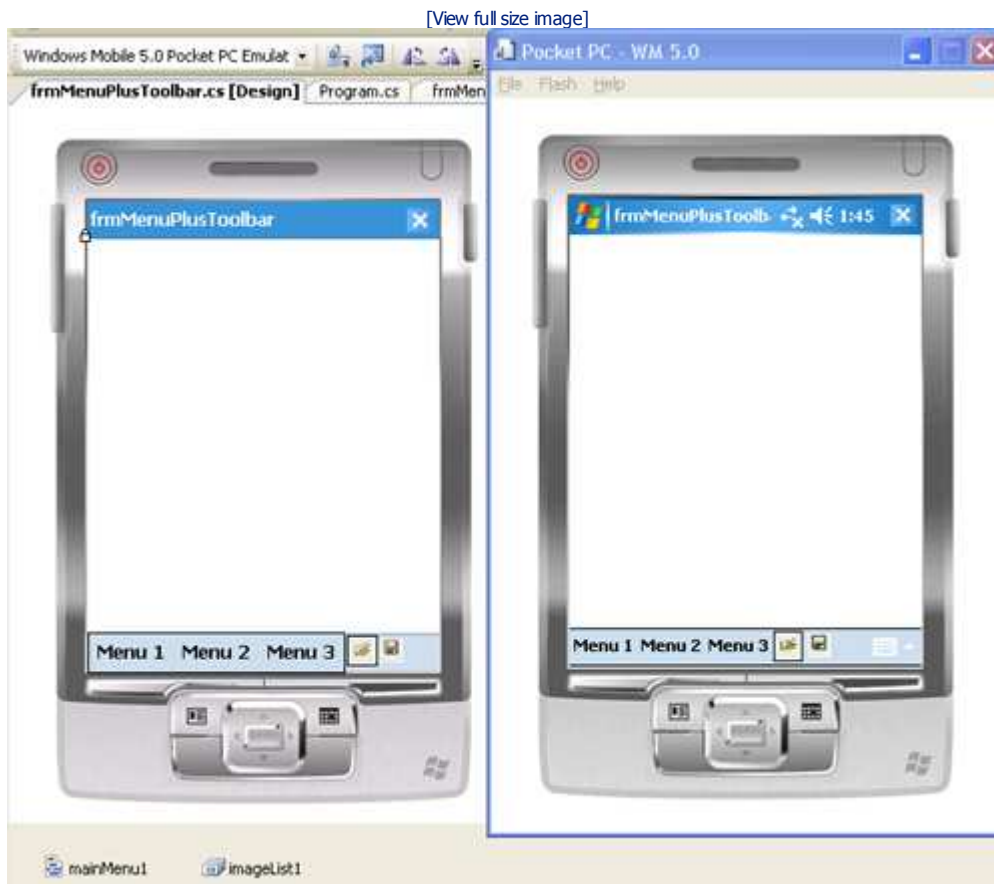 [View full size image]
Windows Mobile 5.0 Pocket PC Emulat
frmMenuPlusToolbar.cs [Design] Program.cs frmMen
frmMenuPlusToolbar
Menu 1 Menu 2 Menu 3
mainMenu1 imageList1
Pocket PC - WM 5.0
File Flash Help
frmMenuPlusToolb 1:45
Menu 1 Menu 2 Menu 3